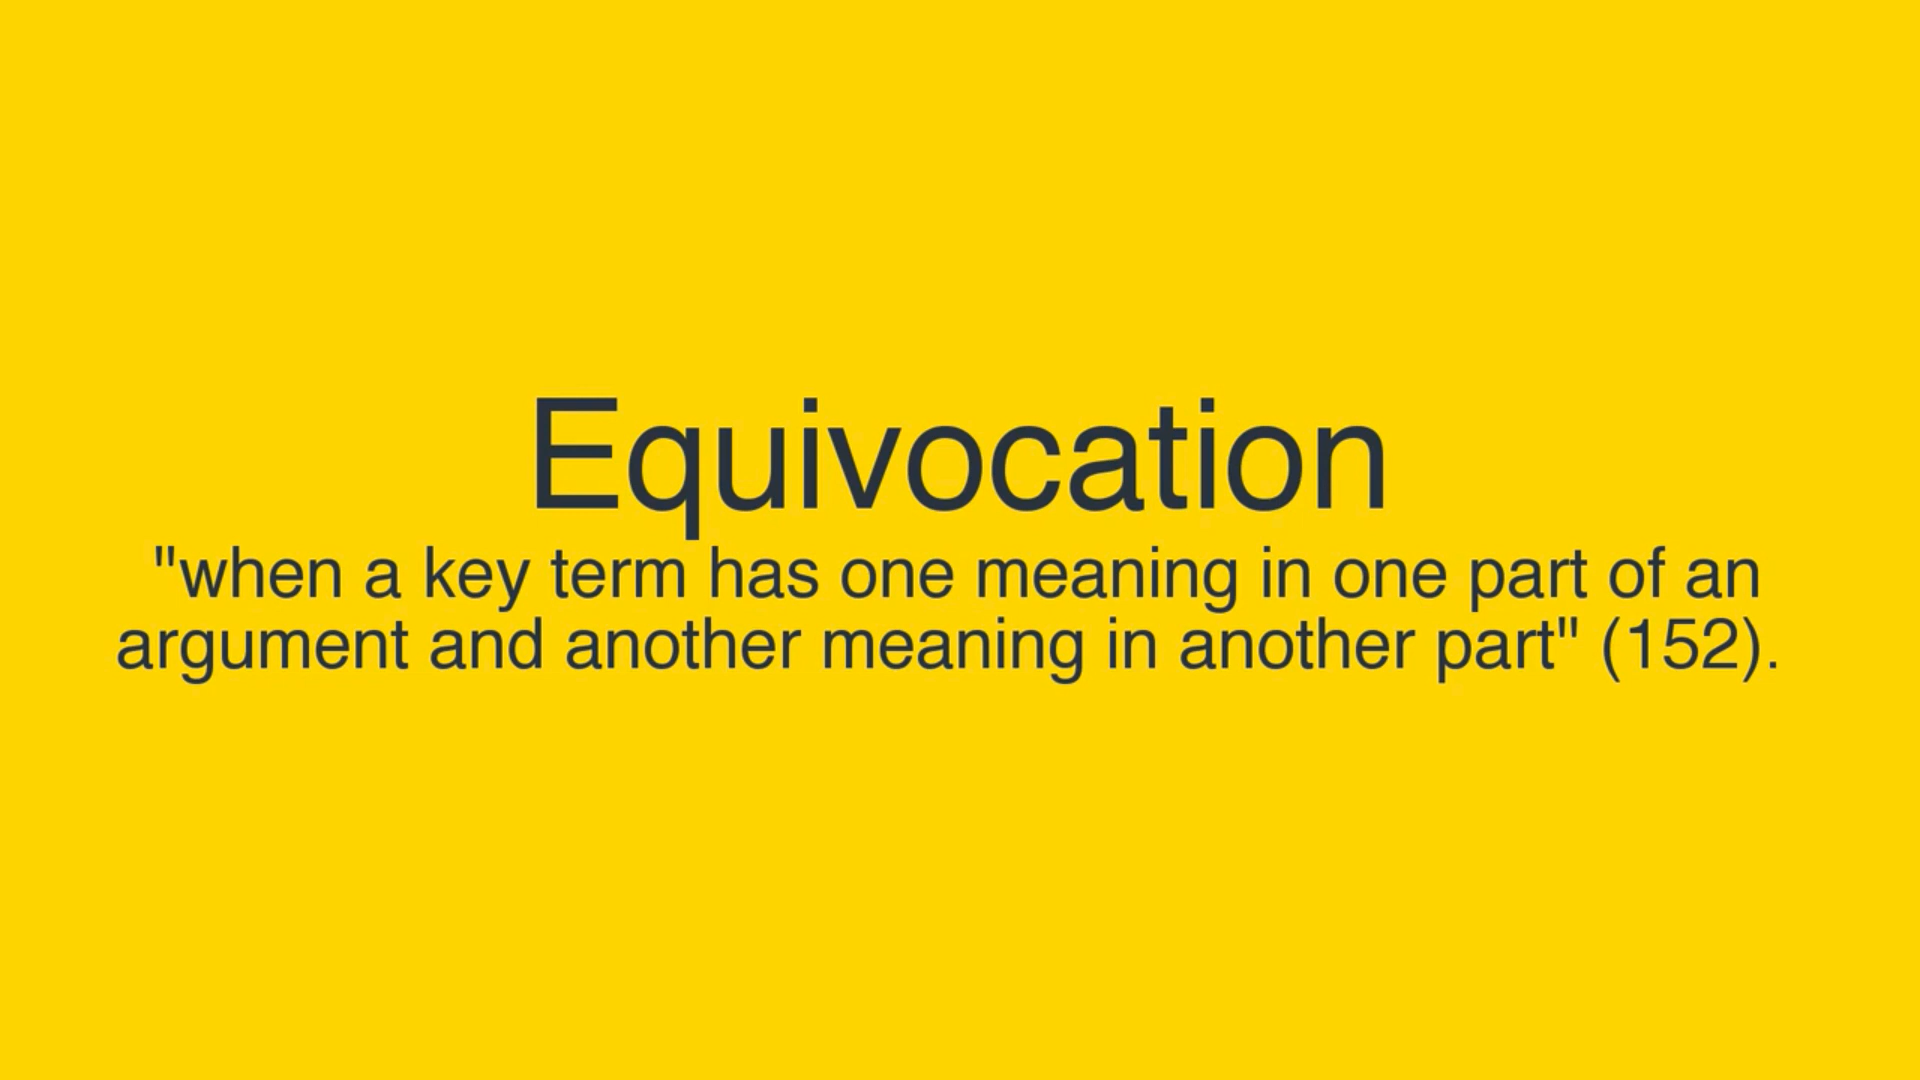 Equivocation
"when a key term has one meaning in one part of an
argument and another meaning in another part" (152).